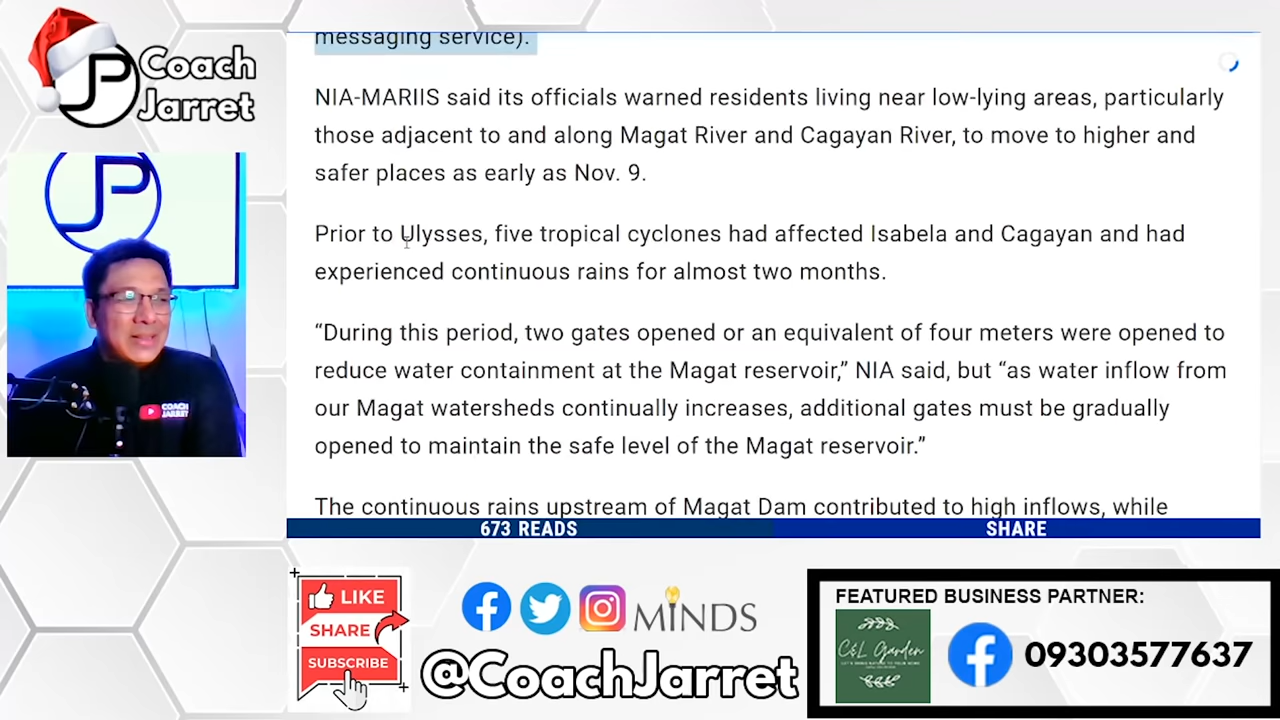 JP
Coach
Jarret
messaging service).
NIA-MARIIS said its officials warned residents living near low-lying areas, particularly
those adjacent to and along Magat River and Cagayan River, to move to higher and
safer places as early as Nov. 9.
Prior to Ulysses, five tropical cyclones had affected Isabela and Cagayan and had
experienced continuous rains for almost two months.
“During this period, two gates opened or an equivalent of four meters were opened to
reduce water containment at the Magat reservoir,” NIA said, but “as water inflow from
our Magat watersheds continually increases, additional gates must be gradually
opened to maintain the safe level of the Magat reservoir.”
The continuous rains upstream of Magat Dam contributed to high inflows, while
673 READS
SHARE
JP
COACH
JARRET
LIKE
SHARE
SUBSCRIBE
MINDS
@CoachJarret
FEATURED BUSINESS PARTNER:
C&L Garden
09303577637